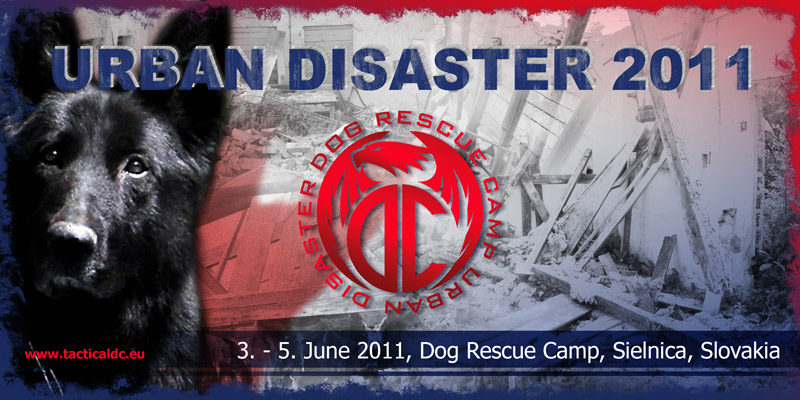 URBAN DISASTER 2011
DOG RESCUE CAMP URBAN DISASTER
DC
www.tacticaldc.eu
3. - 5. June 2011, Dog Rescue Camp, Sielnica, Slovakia